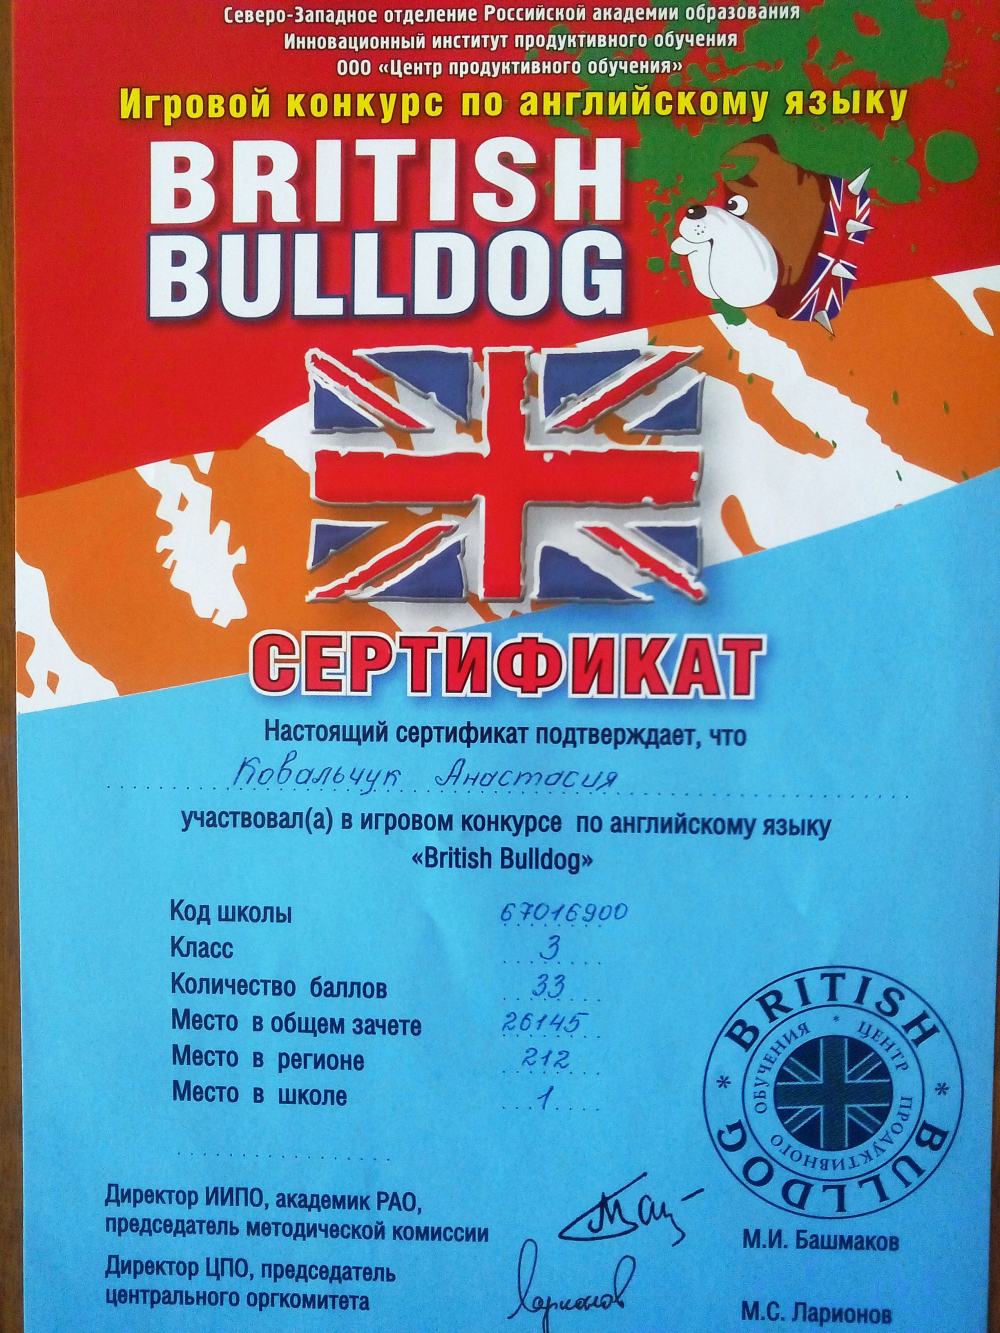 Северо-Западное отделение Российской академии образования
Инновационный институт продуктивного обучения
ООО «Центр продуктивного обучения»
Игровой конкурс по английскому языку
BRITISH
BULLDOG
СЕРТИФИКАТ
Настоящий сертификат подтверждает, что
Ковальчук Анастасия
участвовал(а) в игровом конкурсе по английскому языку
«British Bulldog»
Код школы 67016900
Класс 3
Количество баллов 33
Место в общем зачете 26145
Место в регионе 212
Место в школе 1
BRITISH * BULLDOG *
ЦЕНТР ПРОДУКТИВНОГО ОБУЧЕНИЯ *
Директор ИИПО, академик РАО,
председатель методической комиссии
М.И. Башмаков
Директор ЦПО, председатель
центрального оргкомитета
Ларионов
М.С. Ларионов